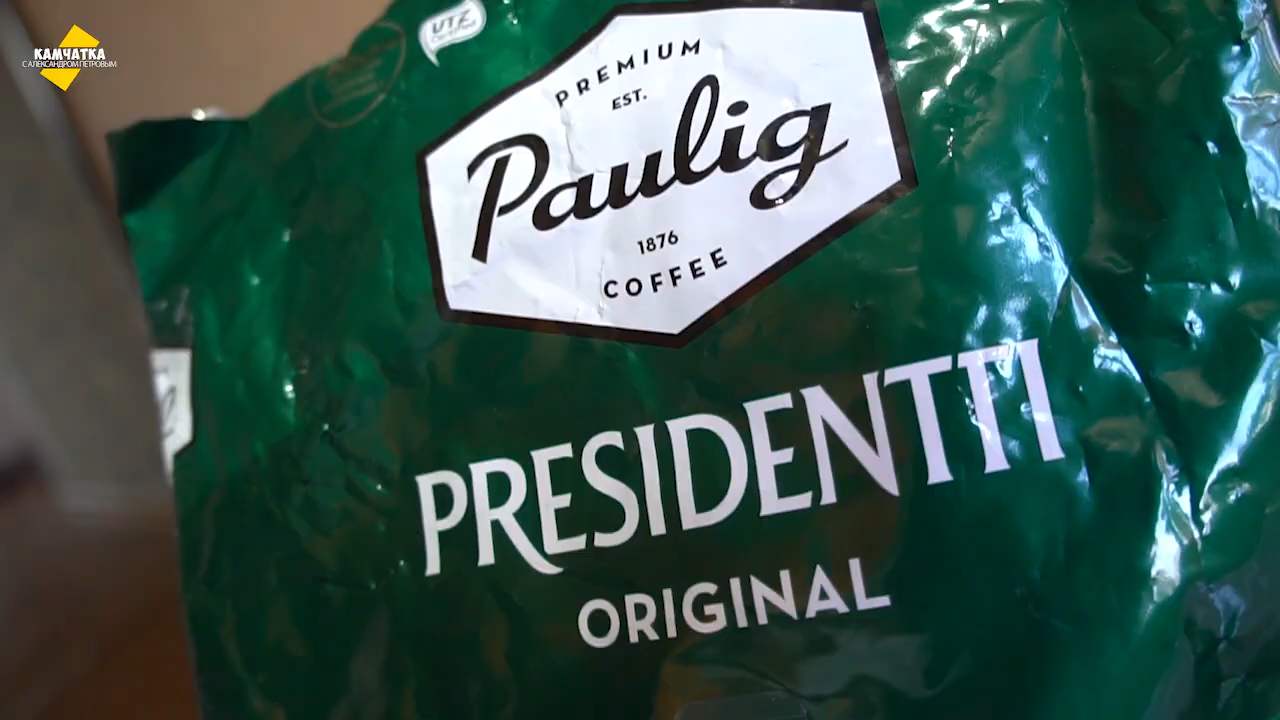 КАМЧАТКА
С АЛЕКСАНДРОМ ПЕТРОВЫМ
UTZ
PREMIUM
EST.
Paulig
1876
COFFEE
PRESIDENTTI
ORIGINAL